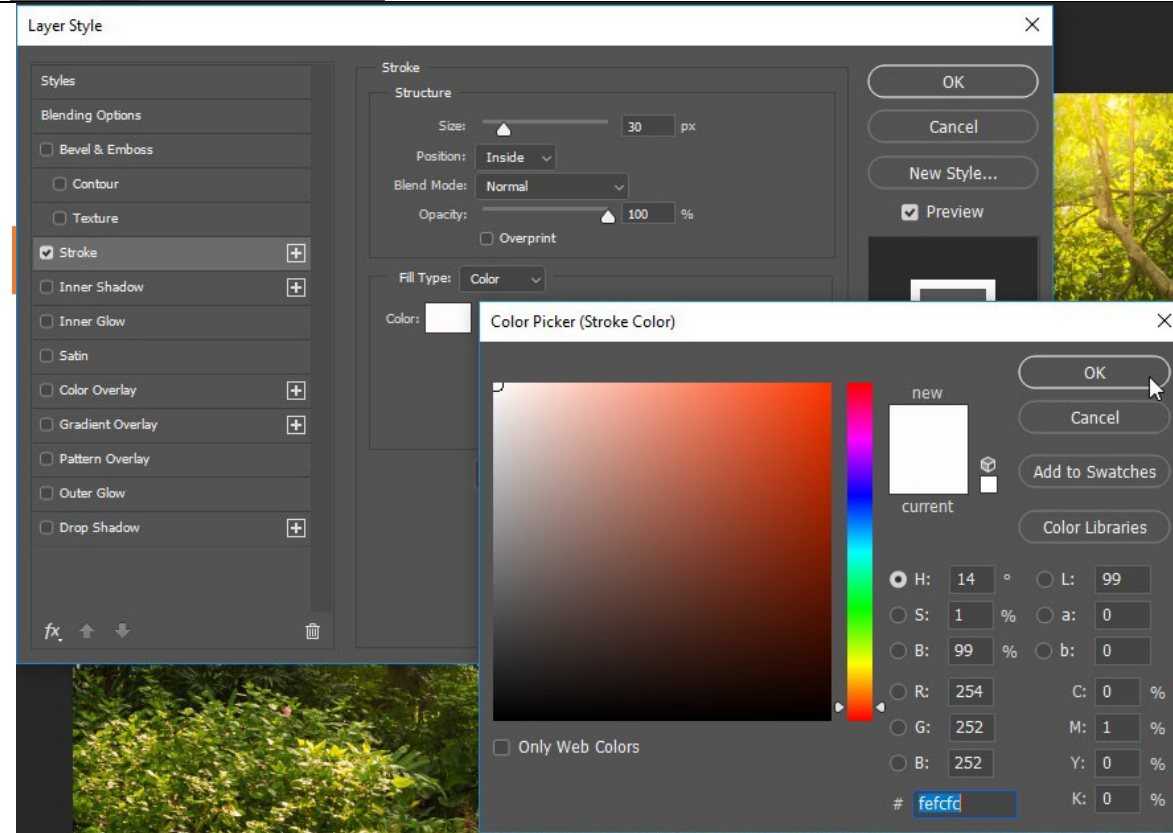 Layer Style
Styles
Blending Options
Bevel & Emboss
Contour
Texture
Stroke
Inner Shadow
Inner Glow
Satin
Color Overlay
Gradient Overlay
Pattern Overlay
Outer Glow
Drop Shadow
fx
Stroke
Structure
Size: 30 px
Position: Inside
Blend Mode: Normal
Opacity: 100 %
Overprint
Fill Type: Color
Color:
OK
Cancel
New Style...
Preview
Color Picker (Stroke Color)
new
current
OK
Cancel
Add to Swatches
Color Libraries
H: 14 ° L: 99
S: 1 % a: 0
B: 99 % b: 0
R: 254 C: 0 %
G: 252 M: 1 %
B: 252 Y: 0 %
# fefcfc K: 0 %
Only Web Colors